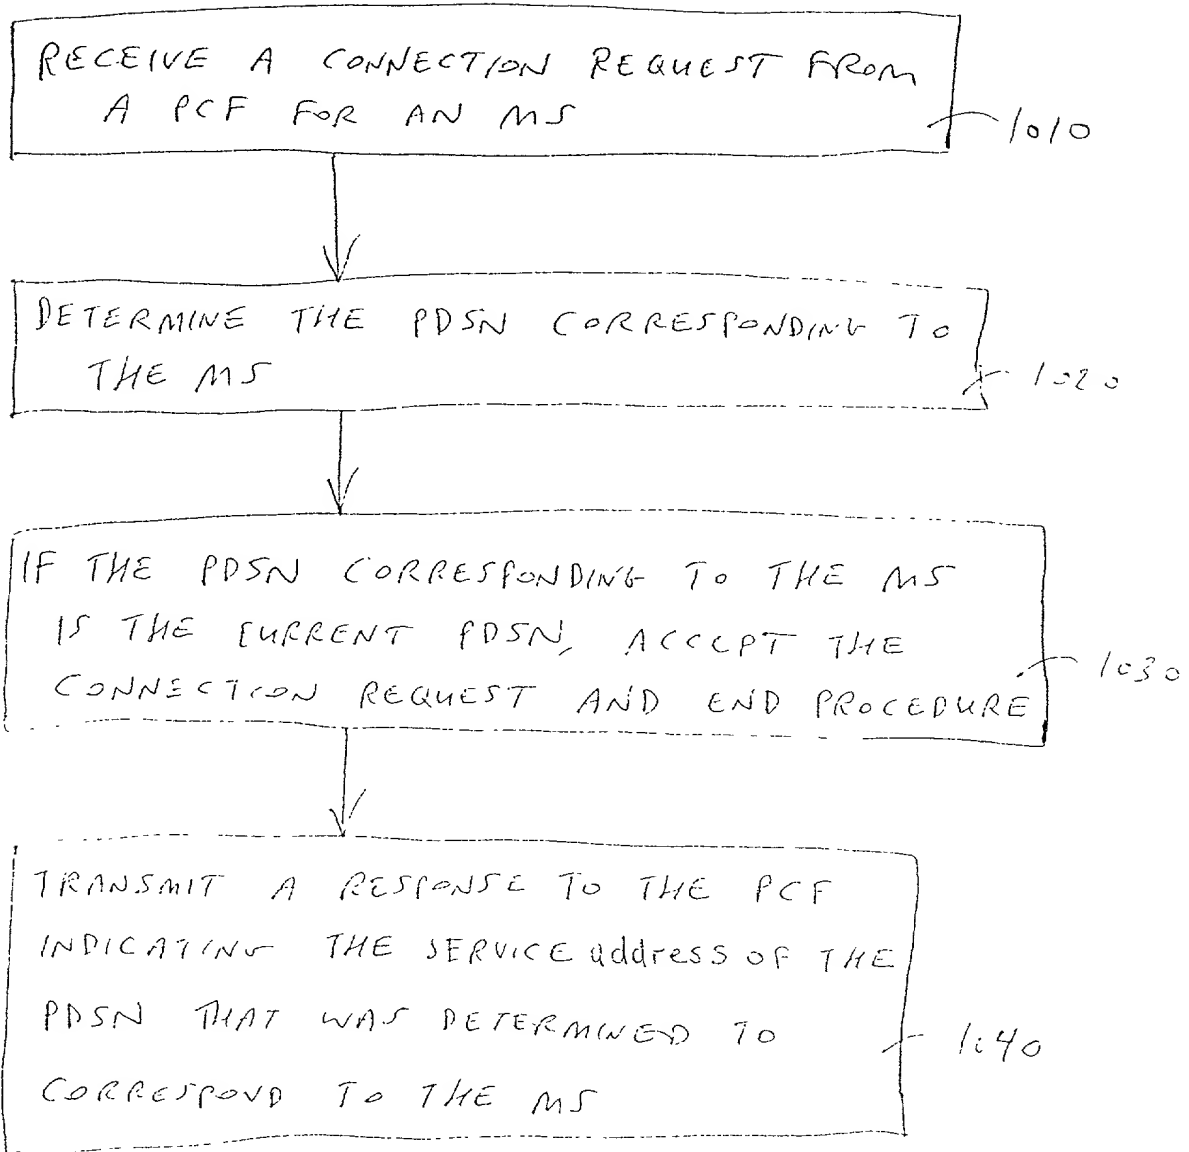 RECEIVE A CONNECTION REQUEST FROM
A PCF FOR AN MS
1010
DETERMINE THE PDSN CORRESPONDING TO
THE MS
1020
IF THE PDSN CORRESPONDING TO THE MS
IS THE CURRENT PDSN, ACCEPT THE
CONNECTION REQUEST AND END PROCEDURE
1030
TRANSMIT A RESPONSE TO THE PCF
INDICATING THE SERVICE address OF THE
PDSN THAT WAS DETERMINED TO
CORRESPOND TO THE MS
1040